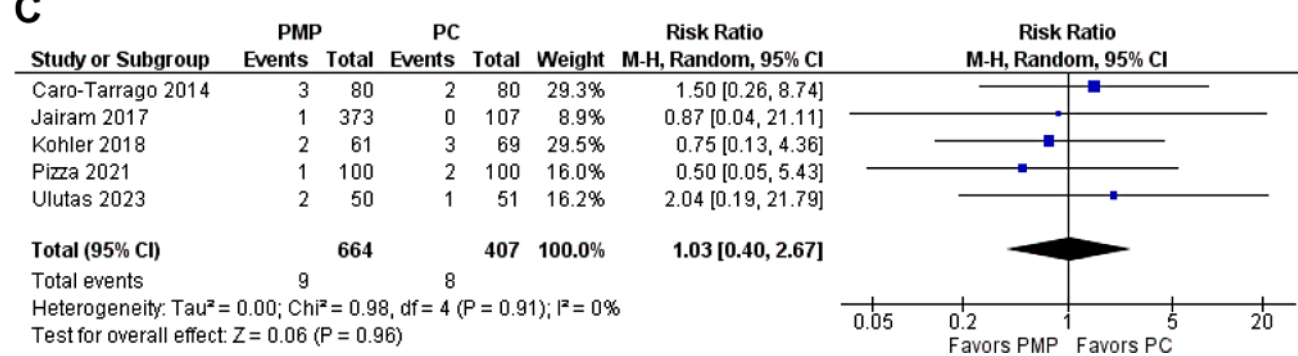 C
PMP PC Risk Ratio Risk Ratio
Study or Subgroup Events Total Events Total Weight M-H, Random, 95% CI M-H, Random, 95% CI
Caro-Tarrago 2014 3 80 2 80 29.3% 1.50 [0.26, 8.74]
Jairam 2017 1 373 0 107 8.9% 0.87 [0.04, 21.11]
Kohler 2018 2 61 3 69 29.5% 0.75 [0.13, 4.36]
Pizza 2021 1 100 2 100 16.0% 0.50 [0.05, 5.43]
Ulutas 2023 2 50 1 51 16.2% 2.04 [0.19, 21.79]
Total (95% CI) 664 407 100.0% 1.03 [0.40, 2.67]
Total events 9 8
Heterogeneity: Tau² = 0.00; Chi² = 0.98, df = 4 (P = 0.91); I² = 0%
Test for overall effect: Z = 0.06 (P = 0.96)
0.05 0.2 1 5 20
Favors PMP Favors PC